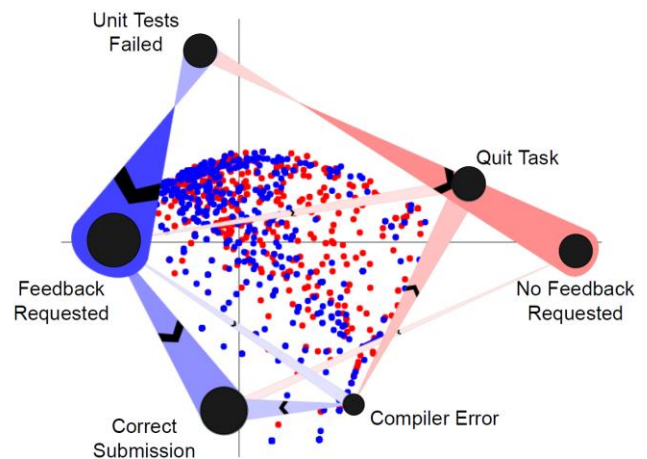 Unit Tests
Failed
Quit Task
Feedback
Requested
No Feedback
Requested
Correct
Submission
Compiler Error